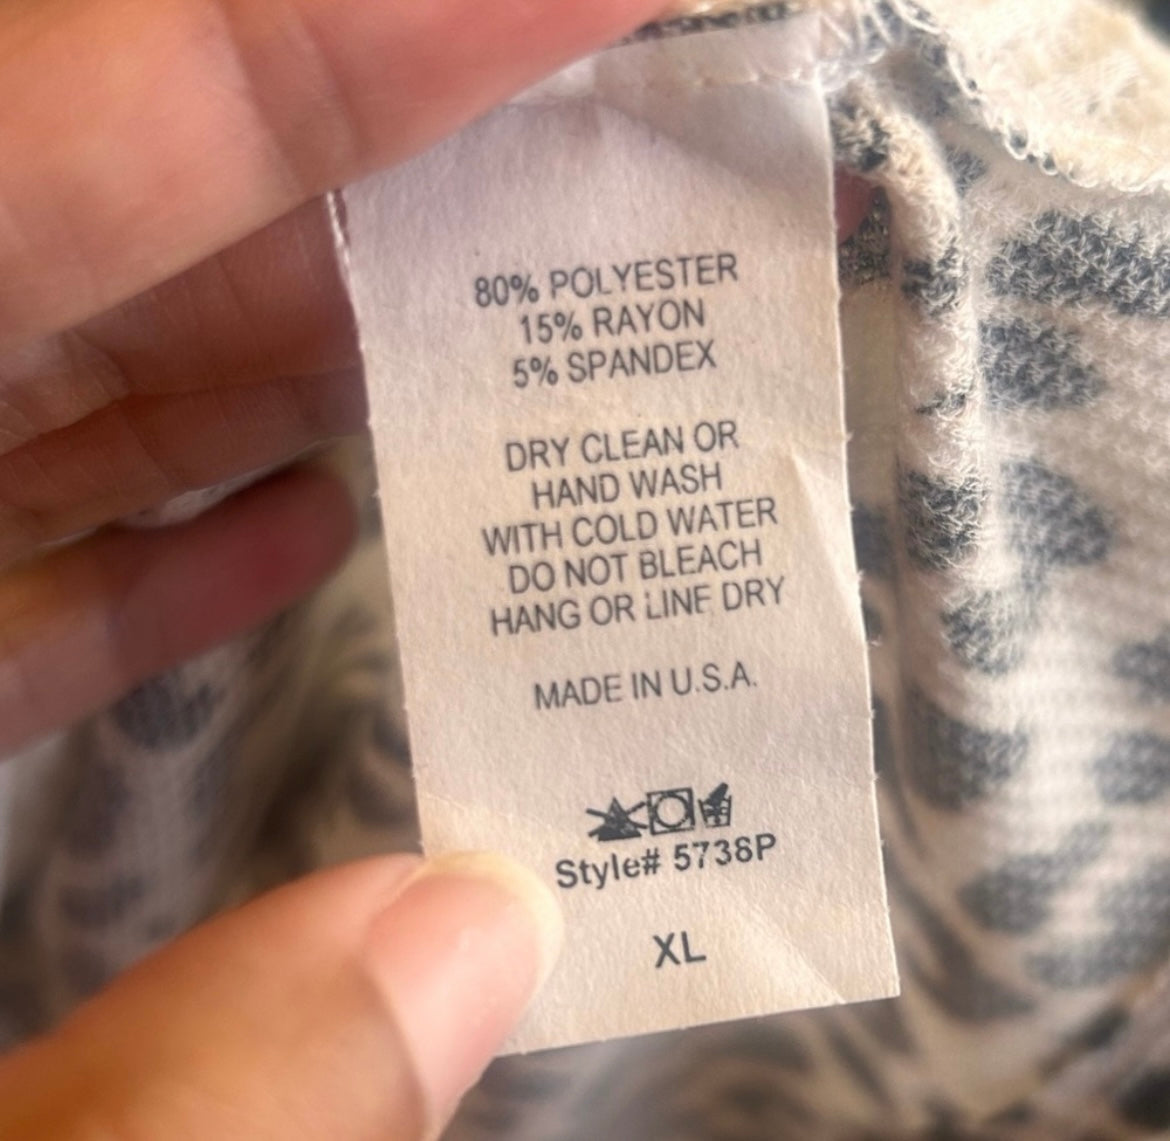 80% POLYESTER
15% RAYON
5% SPANDEX
DRY CLEAN OR
HAND WASH
WITH COLD WATER
DO NOT BLEACH
HANG OR LINE DRY
MADE IN U.S.A.
Style# 5736P
XL